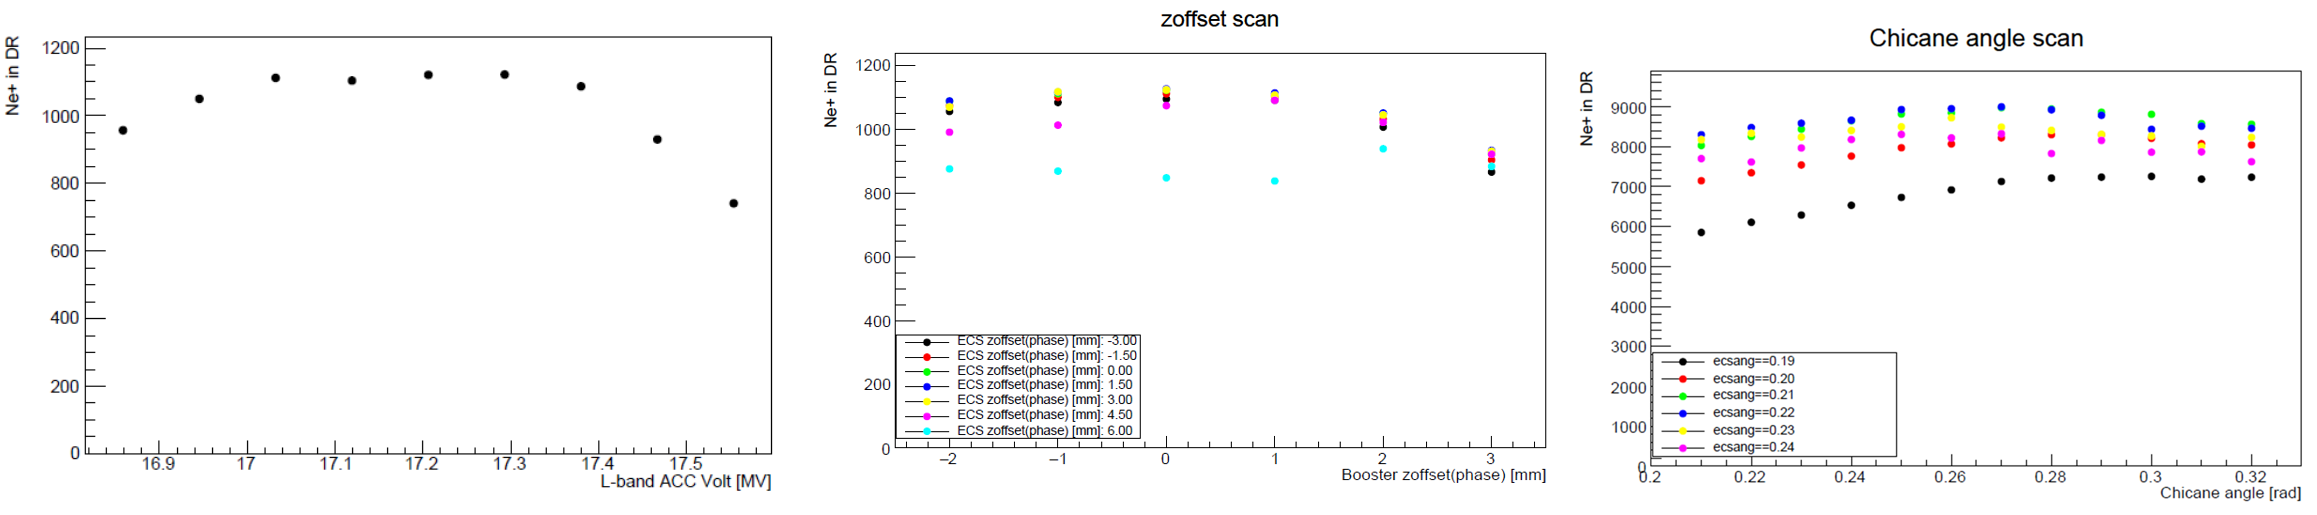 Ne+ in DR
1200
1000
800
600
400
200
0
16.9 17 17.1 17.2 17.3 17.4 17.5
L-band ACC Volt [MV]
zoffset scan
Ne+ in DR
1200
1000
800
600
400
200
0
ECS zoffset(phase) [mm]: -3.00
ECS zoffset(phase) [mm]: -1.50
ECS zoffset(phase) [mm]: 0.00
ECS zoffset(phase) [mm]: 1.50
ECS zoffset(phase) [mm]: 3.00
ECS zoffset(phase) [mm]: 4.50
ECS zoffset(phase) [mm]: 6.00
−2 −1 0 1 2 3
Booster zoffset(phase) [mm]
Chicane angle scan
Ne+ in DR
9000
8000
7000
6000
5000
4000
3000
2000
1000
0
ecsang==0.19
ecsang==0.20
ecsang==0.21
ecsang==0.22
ecsang==0.23
ecsang==0.24
0.2 0.22 0.24 0.26 0.28 0.3 0.32
Chicane angle [rad]